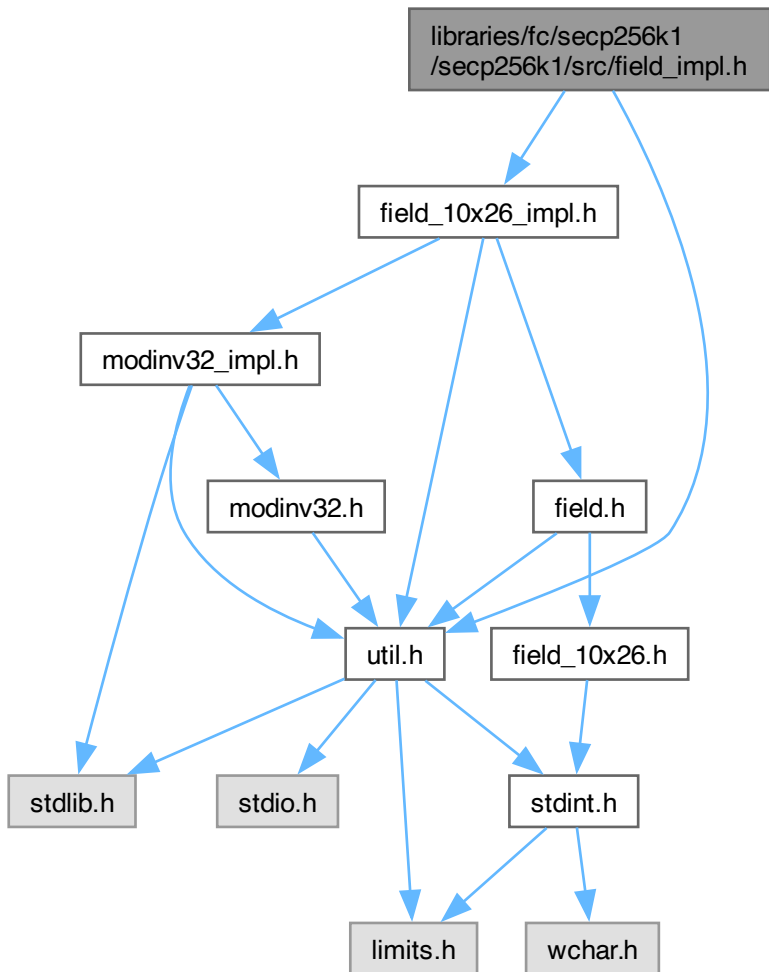 libraries/fc/secp256k1
/secp256k1/src/field_impl.h
field_10x26_impl.h
modinv32_impl.h
modinv32.h
field.h
util.h
field_10x26.h
stdlib.h
stdio.h
stdint.h
limits.h
wchar.h